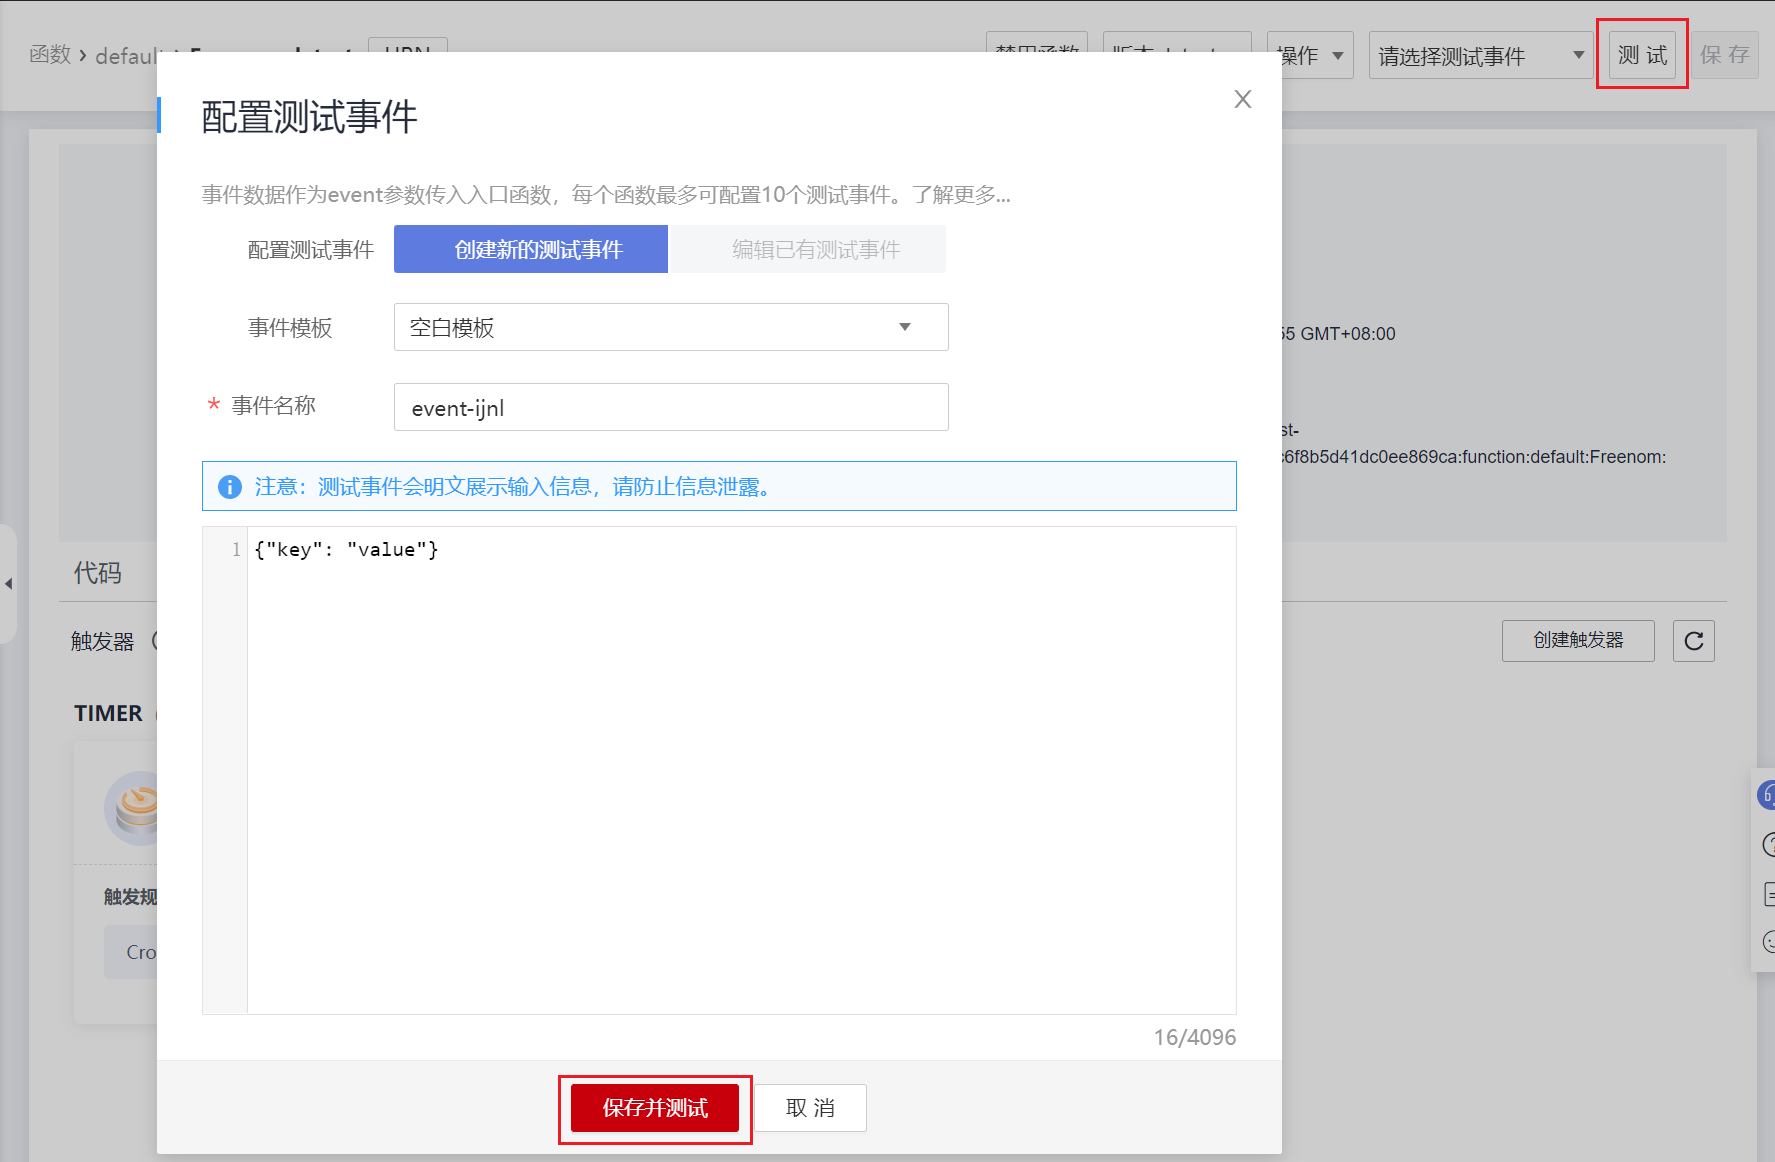 函数 > default
操作
请选择测试事件
测 试
保 存
配置测试事件
事件数据作为event参数传入入口函数，每个函数最多可配置10个测试事件。了解更多...
配置测试事件
创建新的测试事件
编辑已有测试事件
事件模板
空白模板
55 GMT+08:00
* 事件名称
event-ijnl
st-
c6f8b5d41dc0ee869ca:function:default:Freenom:
注意：测试事件会明文展示输入信息，请防止信息泄露。
1 {"key": "value"}
代码
触发器
创建触发器
TIMER
触发规
Cro
16/4096
保存并测试
取 消